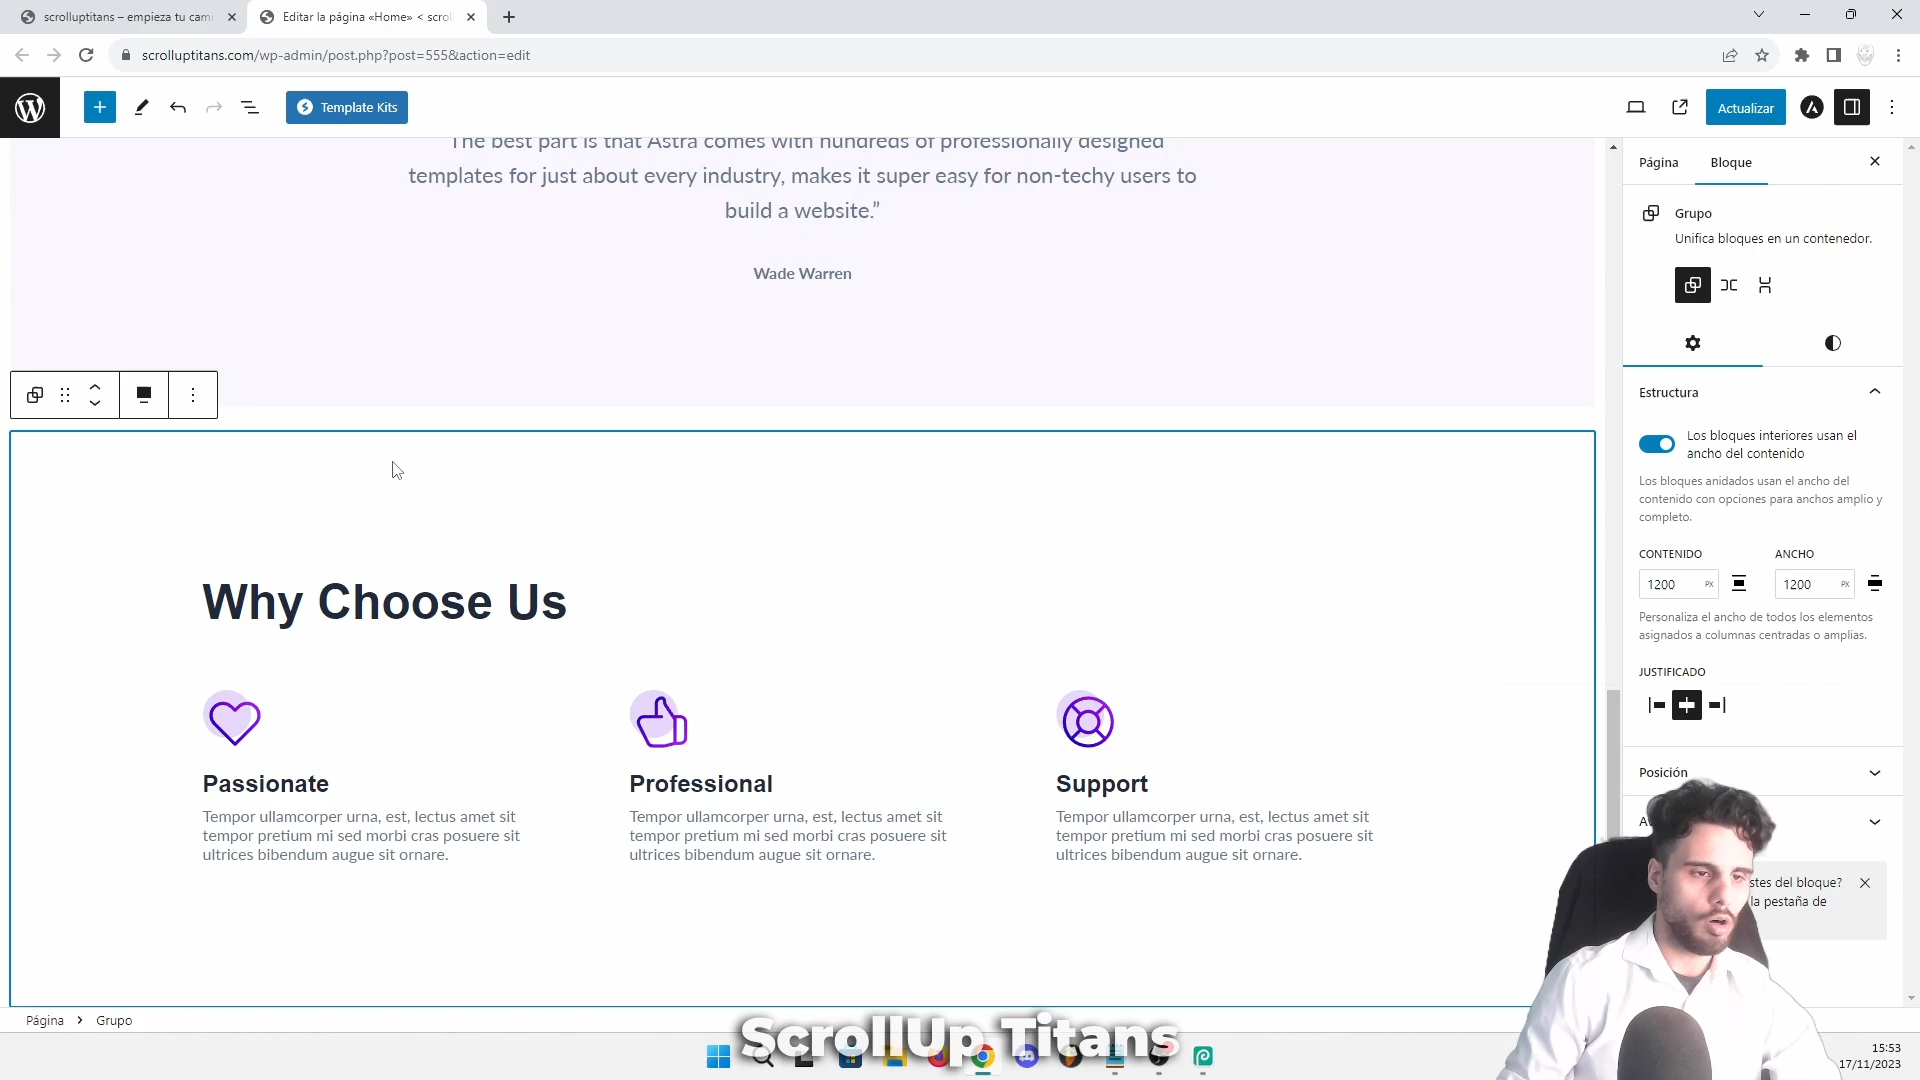 scrolluptitans – empieza tu cam
Editar la página «Home» < scroll
scrolluptitans.com/wp-admin/post.php?post=555&action=edit
Template Kits
Actualizar
The best part is that Astra comes with hundreds of professionally designed
templates for just about every industry, makes it super easy for non-techy users to
build a website.”
Wade Warren
Why Choose Us
Passionate
Tempor ullamcorper urna, est, lectus amet sit
tempor pretium mi sed morbi cras posuere sit
ultrices bibendum augue sit ornare.
Professional
Tempor ullamcorper urna, est, lectus amet sit
tempor pretium mi sed morbi cras posuere sit
ultrices bibendum augue sit ornare.
Support
Tempor ullamcorper urna, est, lectus amet sit
tempor pretium mi sed morbi cras posuere sit
ultrices bibendum augue sit ornare.
Página
Bloque
Grupo
Unifica bloques en un contenedor.
Estructura
Los bloques interiores usan el
ancho del contenido
Los bloques anidados usan el ancho del
contenido con opciones para anchos amplio y
completo.
CONTENIDO
ANCHO
1200 PX
1200 PX
Personaliza el ancho de todos los elementos
asignados a columnas centradas o amplias.
JUSTIFICADO
Posición
stes del bloque?
la pestaña de
Página > Grupo
ScrollUp Titans
15:53
17/11/2023